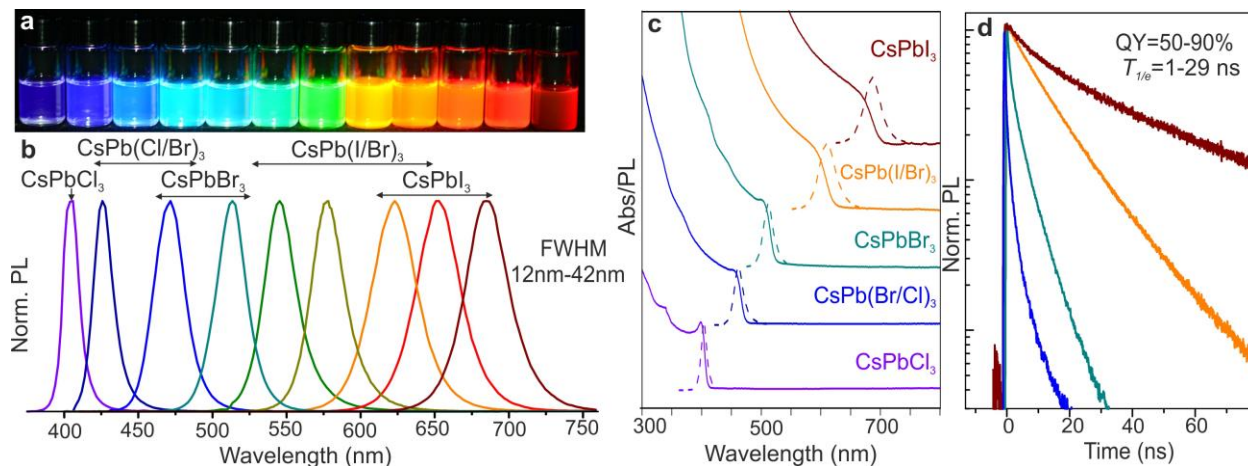 a
b
CsPb(Cl/Br)₃
CsPb(I/Br)₃
CsPbCl₃
CsPbBr₃
CsPbI₃
FWHM
12nm-42nm
Norm. PL
400 450 500 550 600 650 700 750
Wavelength (nm)
c
CsPbI₃
CsPb(I/Br)₃
CsPbBr₃
CsPb(Br/Cl)₃
CsPbCl₃
Abs/PL
300 500 700
Wavelength (nm)
d
QY=50-90%
T1/e=1-29 ns
Norm. PL
0 20 40 60
Time (ns)